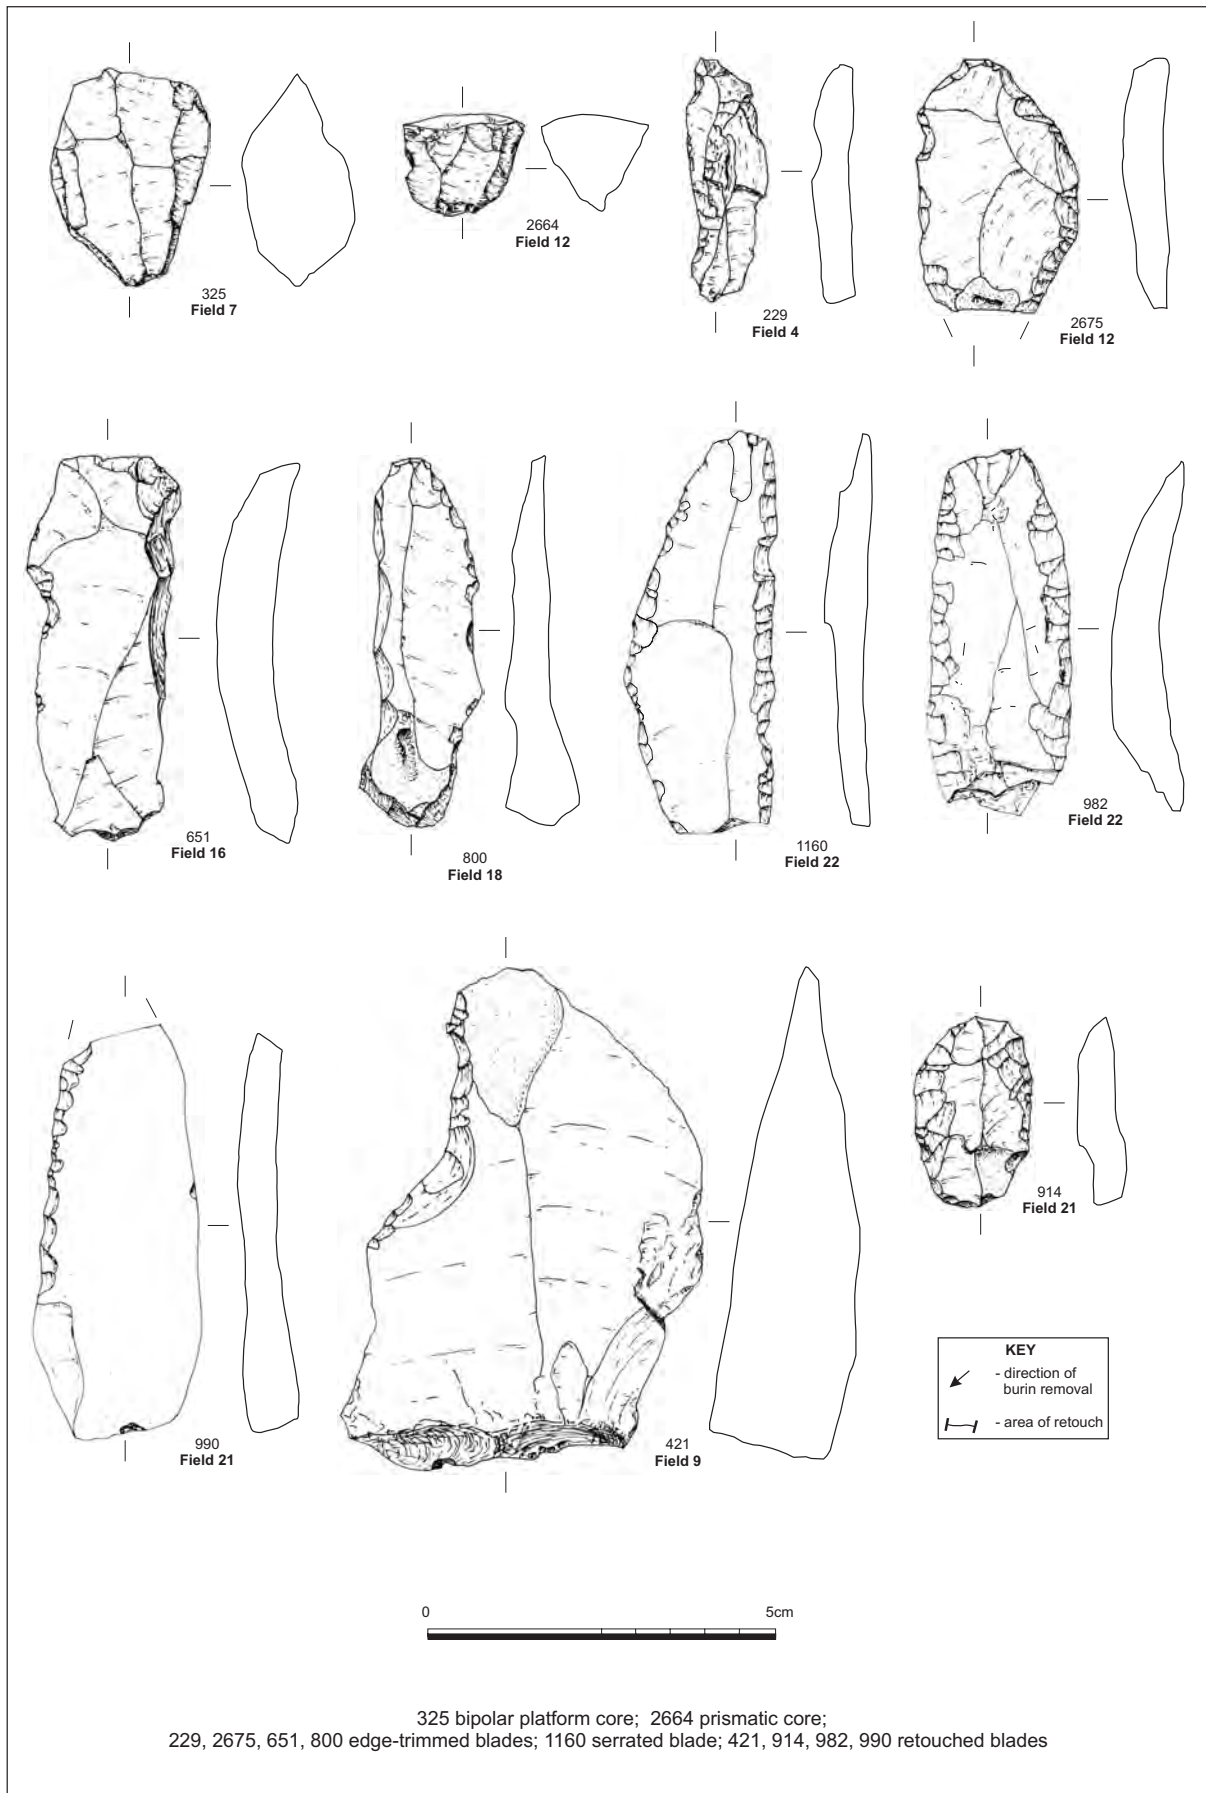 325
Field 7
2664
Field 12
229
Field 4
2675
Field 12
651
Field 16
800
Field 18
1160
Field 22
982
Field 22
990
Field 21
421
Field 9
914
Field 21
KEY
- direction of
burin removal
- area of retouch
0 5cm
325 bipolar platform core; 2664 prismatic core;
229, 2675, 651, 800 edge-trimmed blades; 1160 serrated blade; 421, 914, 982, 990 retouched blades